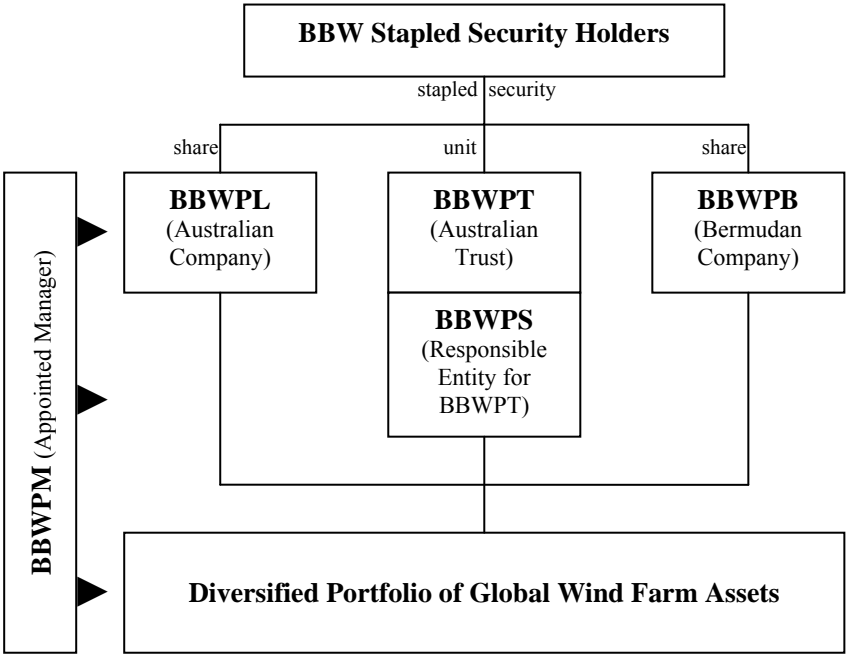 BBW Stapled Security Holders
stapled security
share
unit
share
BBWPM (Appointed Manager)
BBWPL
(Australian
Company)
BBWPT
(Australian
Trust)
BBWPB
(Bermudan
Company)
BBWPS
(Responsible
Entity for
BBWPT)
Diversified Portfolio of Global Wind Farm Assets